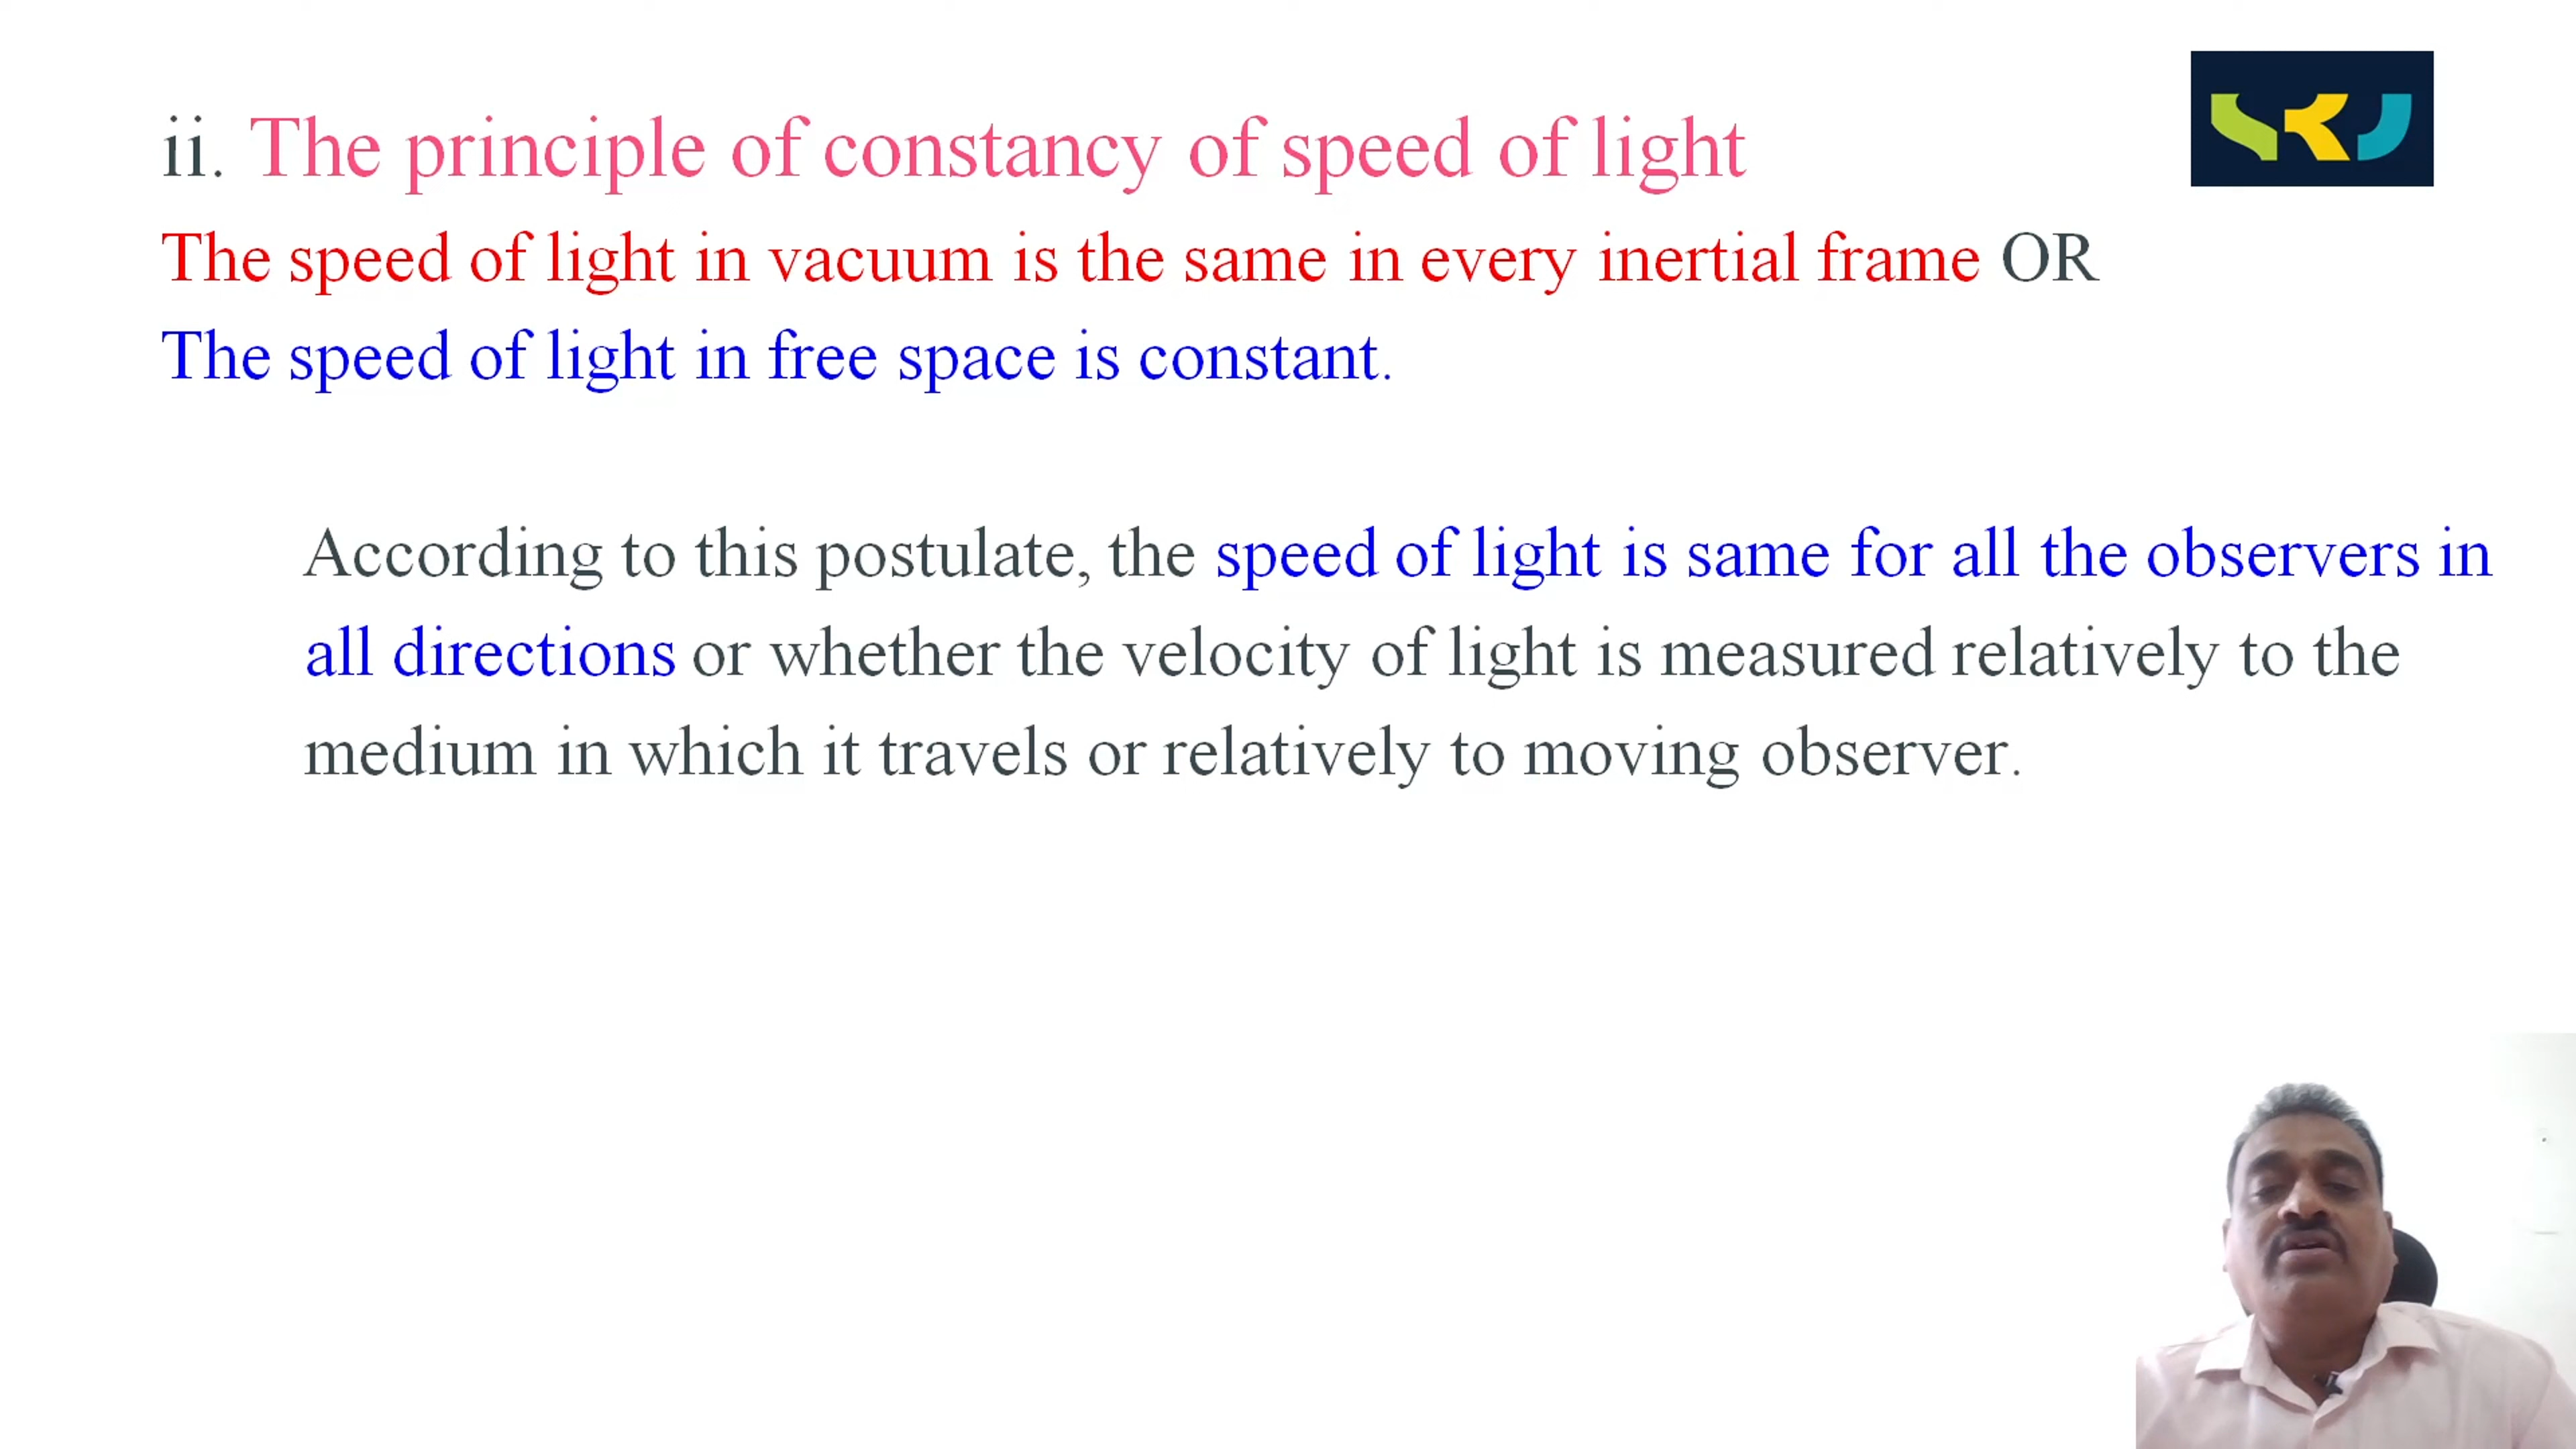 ii. The principle of constancy of speed of light
The speed of light in vacuum is the same in every inertial frame OR
The speed of light in free space is constant.
According to this postulate, the speed of light is same for all the observers in
all directions or whether the velocity of light is measured relatively to the
medium in which it travels or relatively to moving observer.
SRJ